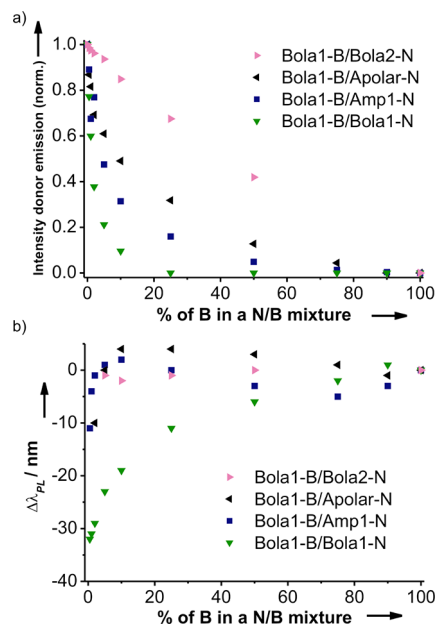 a)
Intensity donor emission (norm.)
1.0
0.8
0.6
0.4
0.2
0.0
Bola1-B/Bola2-N
Bola1-B/Apolar-N
Bola1-B/Amp1-N
Bola1-B/Bola1-N
0 20 40 60 80 100
% of B in a N/B mixture
b)
ΔλPL / nm
0
-10
-20
-30
-40
Bola1-B/Bola2-N
Bola1-B/Apolar-N
Bola1-B/Amp1-N
Bola1-B/Bola1-N
0 20 40 60 80 100
% of B in a N/B mixture